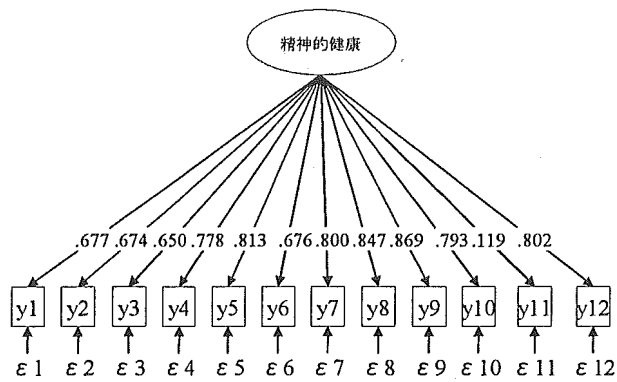 精神的健康
.677 .674 .650 .778 .813 .676 .800 .847 .869 .793 .119 .802
y1 y2 y3 y4 y5 y6 y7 y8 y9 y10 y11 y12
ε1 ε2 ε3 ε4 ε5 ε6 ε7 ε8 ε9 ε10 ε11 ε12